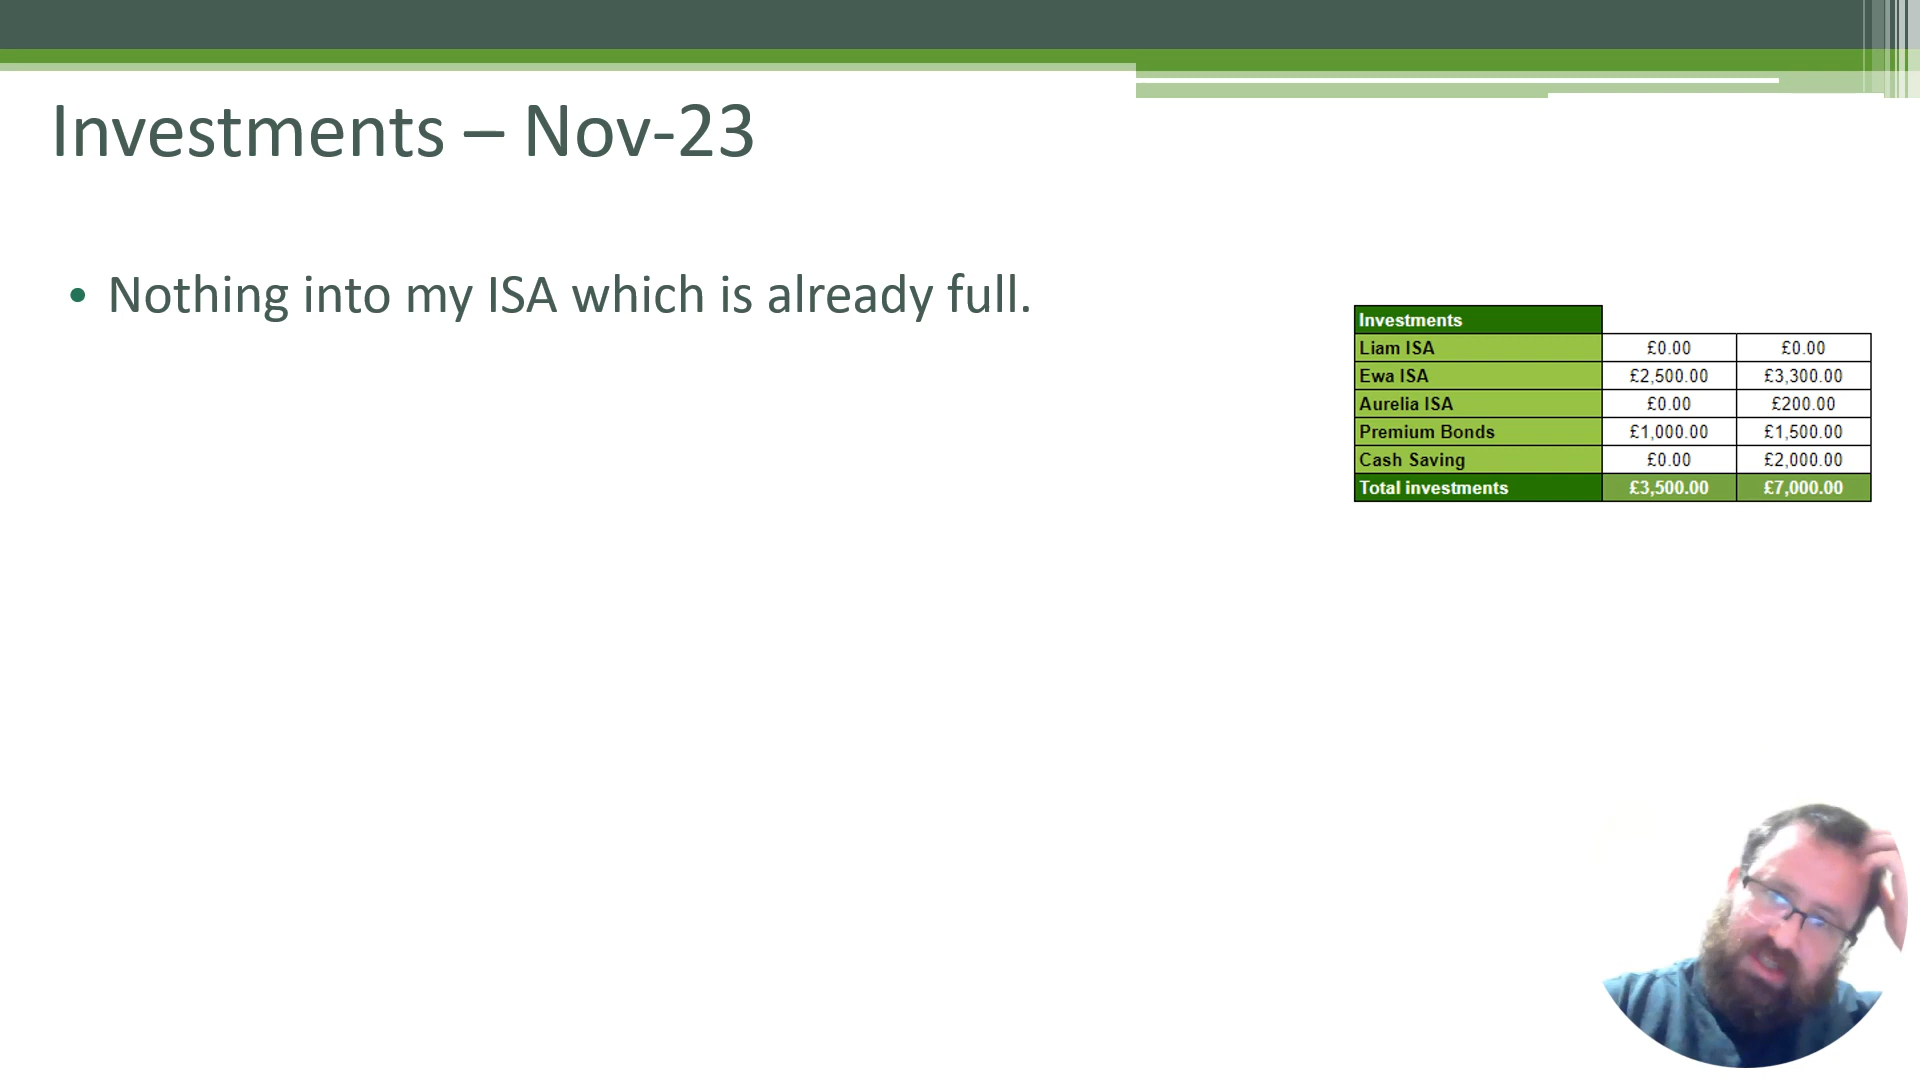 Investments – Nov-23
• Nothing into my ISA which is already full.
Investments
Liam ISA £0.00 £0.00
Ewa ISA £2,500.00 £3,300.00
Aurelia ISA £0.00 £200.00
Premium Bonds £1,000.00 £1,500.00
Cash Saving £0.00 £2,000.00
Total investments £3,500.00 £7,000.00